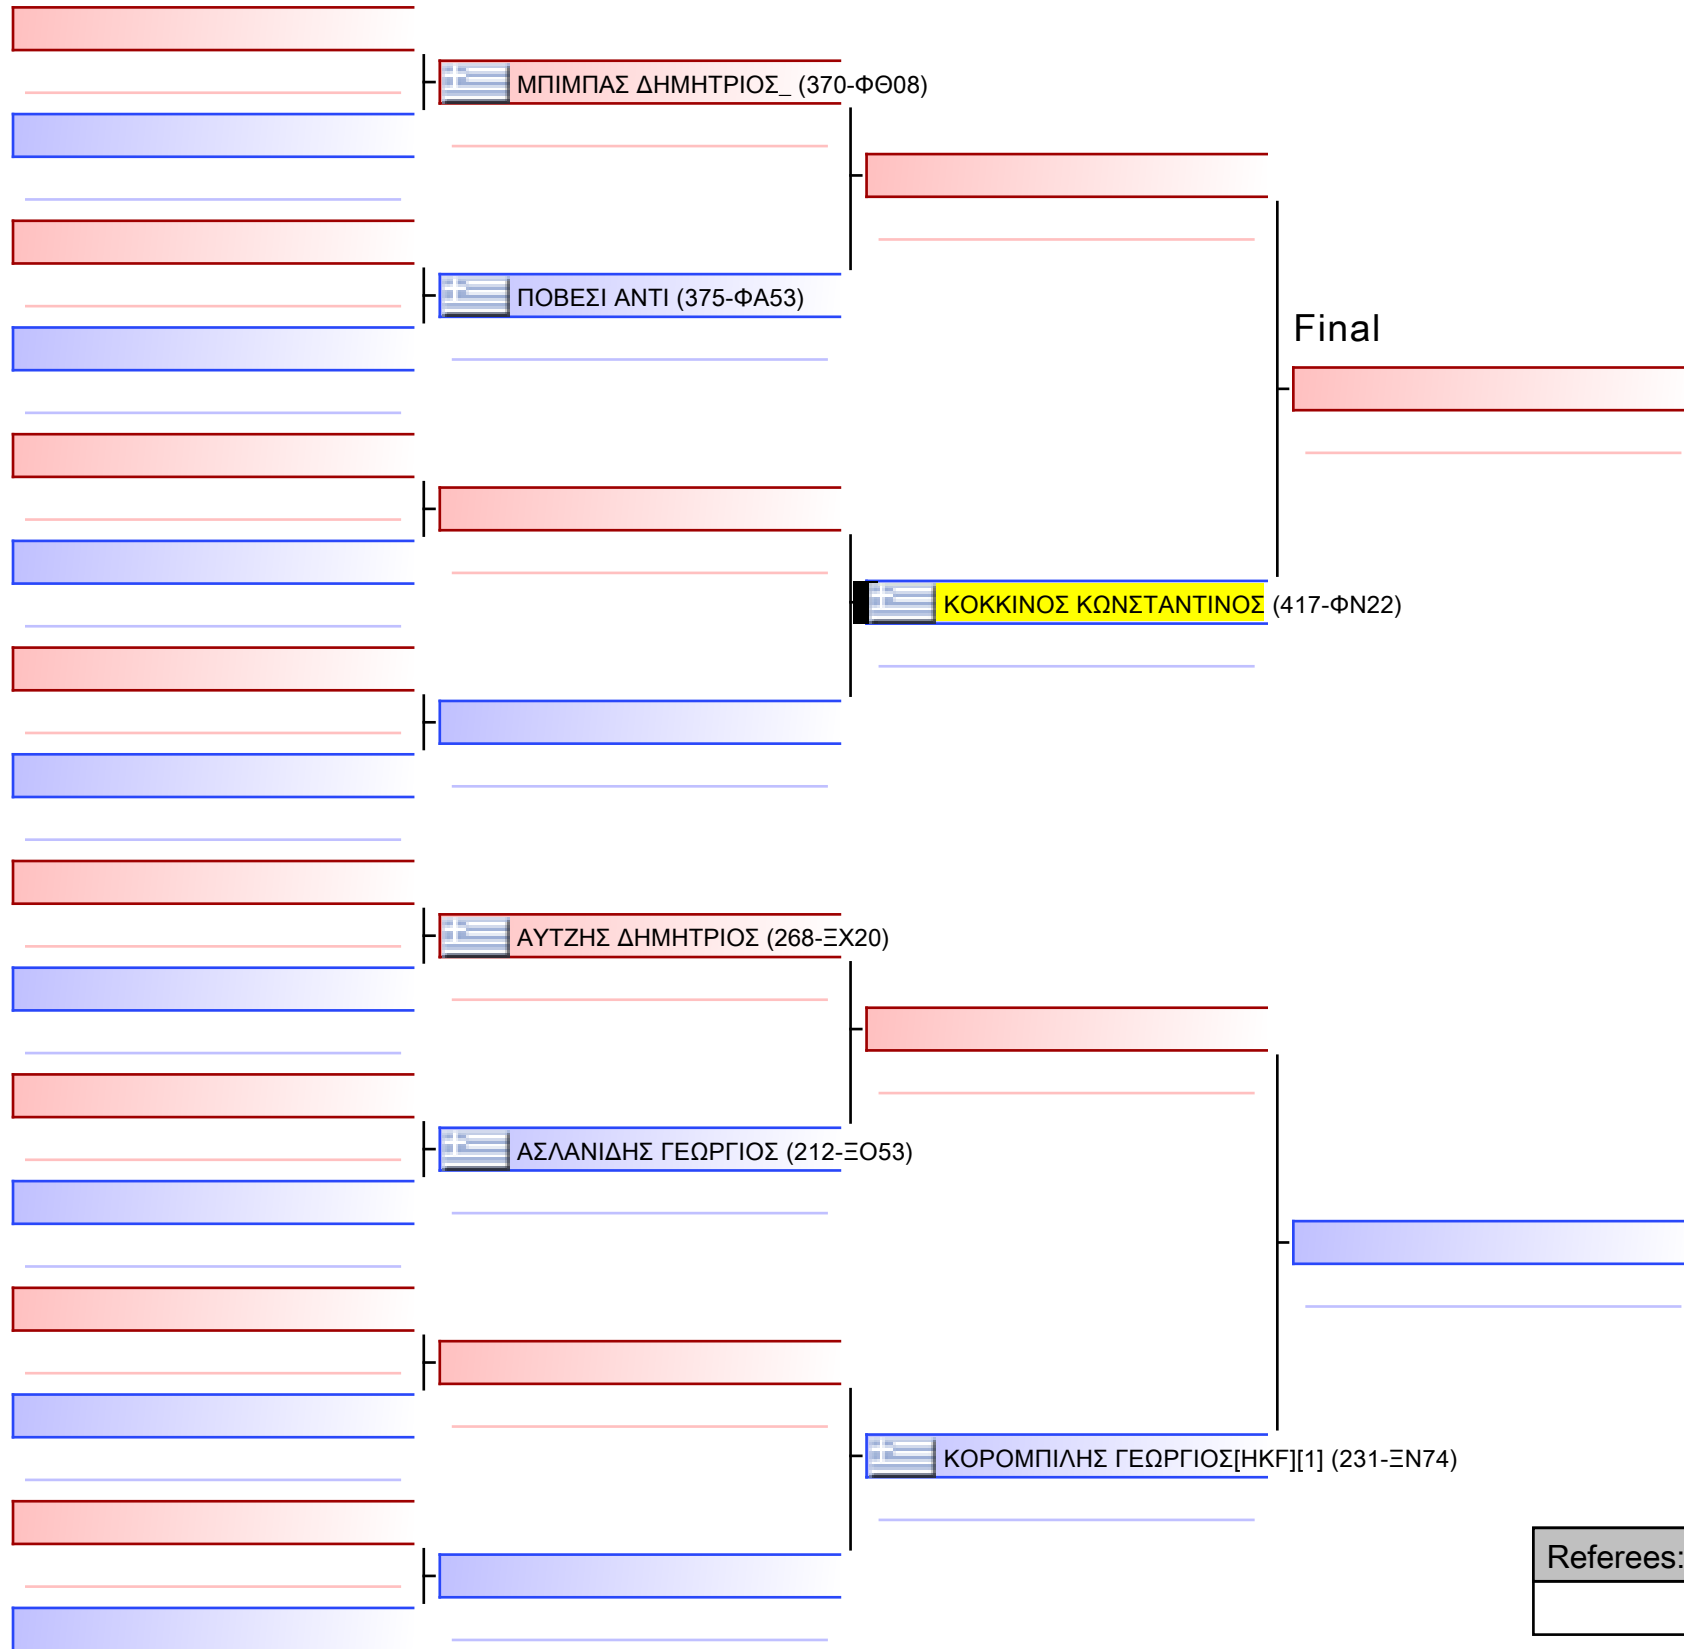 ΜΠΙΜΠΑΣ ΔΗΜΗΤΡΙΟΣ_ (370-ΦΘ08)
ΠΟΒΕΣΙ ΑΝΤΙ (375-ΦΑ53)
Final
ΚΟΚΚΙΝΟΣ ΚΩΝΣΤΑΝΤΙΝΟΣ (417-ΦΝ22)
ΑΥΤΖΗΣ ΔΗΜΗΤΡΙΟΣ (268-ΞΧ20)
ΑΣΛΑΝΙΔΗΣ ΓΕΩΡΓΙΟΣ (212-ΞΟ53)
ΚΟΡΟΜΠΙΛΗΣ ΓΕΩΡΓΙΟΣ[HKF][1] (231-ΞΝ74)
Referees: